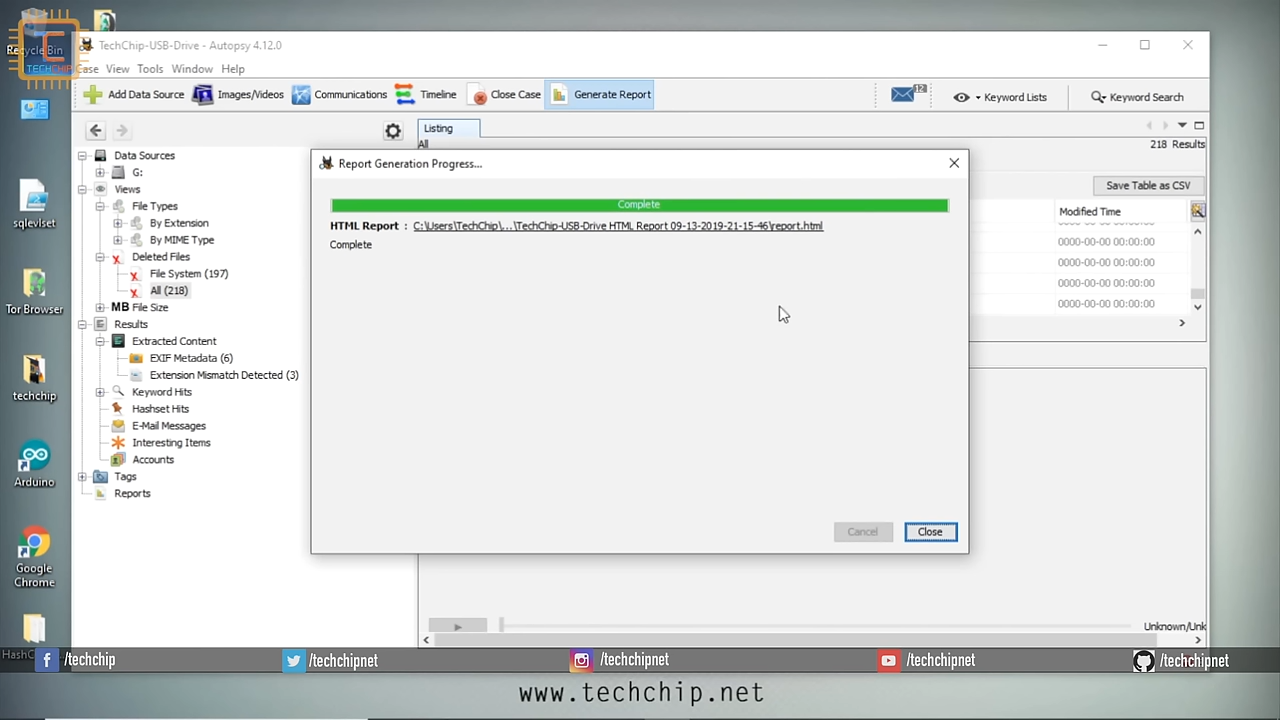 Recycle Bin
TECHCHIP
TechChip-USB-Drive - Autopsy 4.12.0
Case View Tools Window Help
Add Data Source Images/Videos Communications Timeline Close Case Generate Report 12 Keyword Lists Keyword Search
Listing
All
218 Results
Save Table as CSV
Modified Time
0000-00-00 00:00:00
0000-00-00 00:00:00
0000-00-00 00:00:00
0000-00-00 00:00:00
Data Sources
G:
Views
File Types
By Extension
By MIME Type
Deleted Files
File System (197)
All (218)
MB File Size
Results
Extracted Content
EXIF Metadata (6)
Extension Mismatch Detected (3)
Keyword Hits
Hashset Hits
E-Mail Messages
Interesting Items
Accounts
Tags
Reports
Report Generation Progress...
Complete
HTML Report : C:\Users\TechChip\...\TechChip-USB-Drive HTML Report 09-13-2019-21-15-46\report.html
Complete
Cancel Close
sqlevlset
Tor Browser
techchip
Arduino
Google
Chrome
/techchip /techchipnet /techchipnet /techchipnet /techchipnet
www.techchip.net